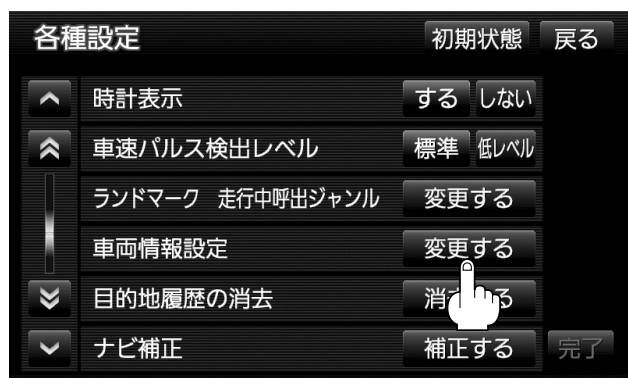 各種設定 初期状態 戻る
時計表示 する しない
車速パルス検出レベル 標準 低レベル
ランドマーク 走行中呼出ジャンル 変更する
車両情報設定 変更する
目的地履歴の消去
ナビ補正 補正する 完了